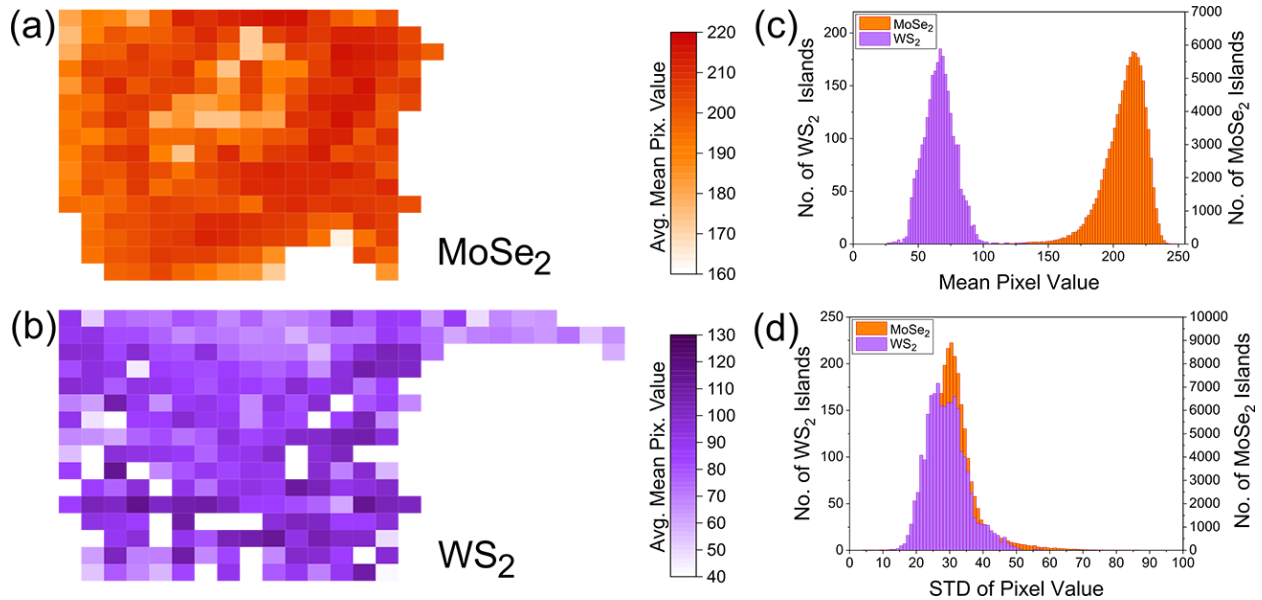 (a)
MoSe2
220
210
200
190
180
170
160
Avg. Mean Pix. Value
(b)
WS2
130
120
110
100
90
80
70
60
50
40
Avg. Mean Pix. Value
(c)
MoSe2
WS2
200
150
100
50
0
No. of WS2 Islands
7000
6000
5000
4000
3000
2000
1000
0
No. of MoSe2 Islands
0 50 100 150 200 250
Mean Pixel Value
(d)
MoSe2
WS2
250
200
150
100
50
0
No. of WS2 Islands
10000
9000
8000
7000
6000
5000
4000
3000
2000
1000
0
No. of MoSe2 Islands
0 10 20 30 40 50 60 70 80 90 100
STD of Pixel Value